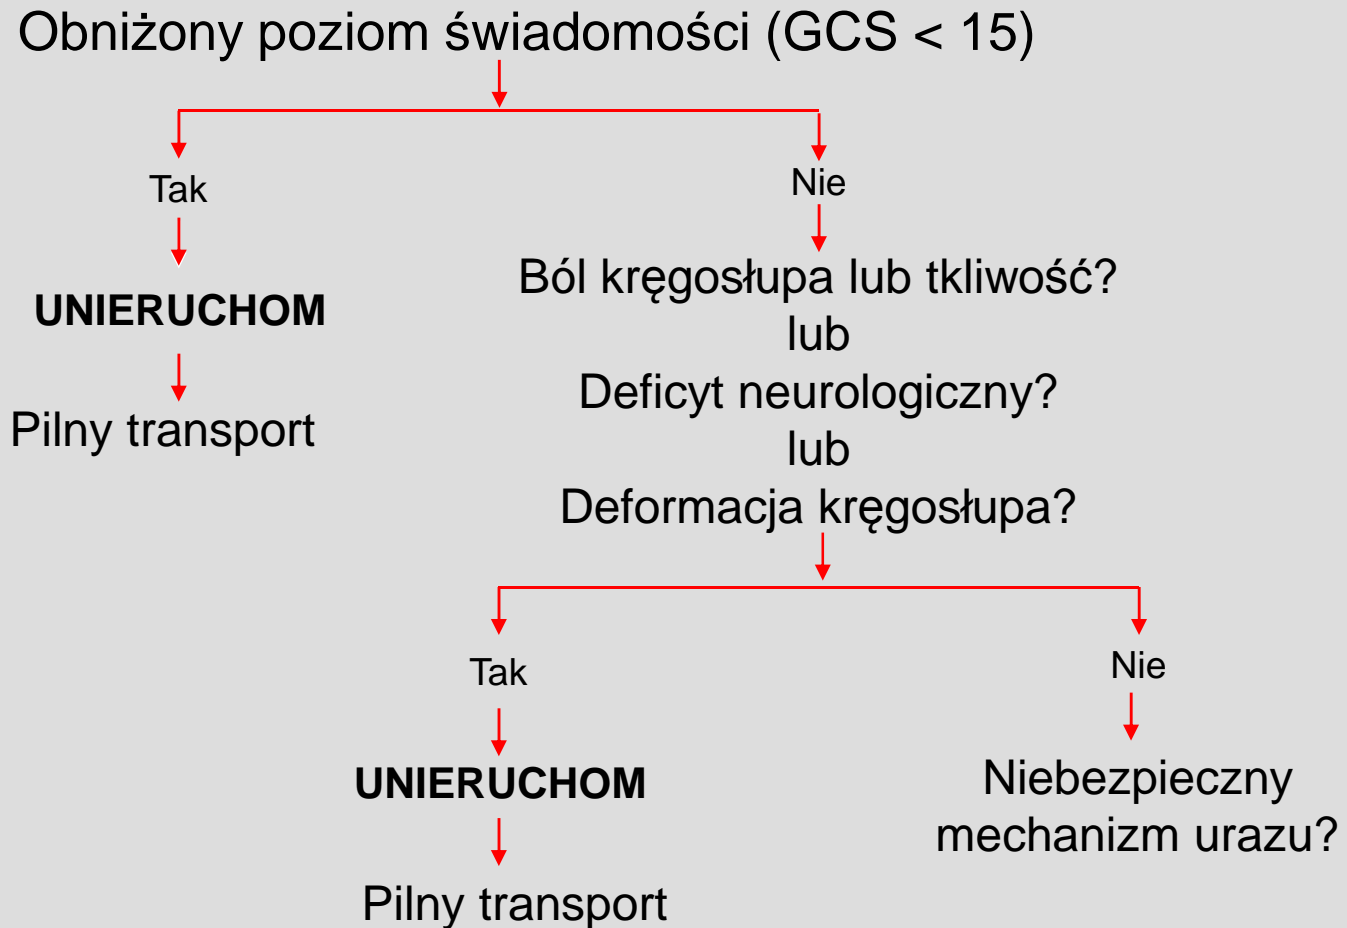 Obniżony poziom świadomości (GCS < 15)
Tak
Nie
UNIERUCHOM
Pilny transport
Ból kręgosłupa lub tkliwość?
lub
Deficyt neurologiczny?
lub
Deformacja kręgosłupa?
Tak
Nie
UNIERUCHOM
Pilny transport
Niebezpieczny
mechanizm urazu?